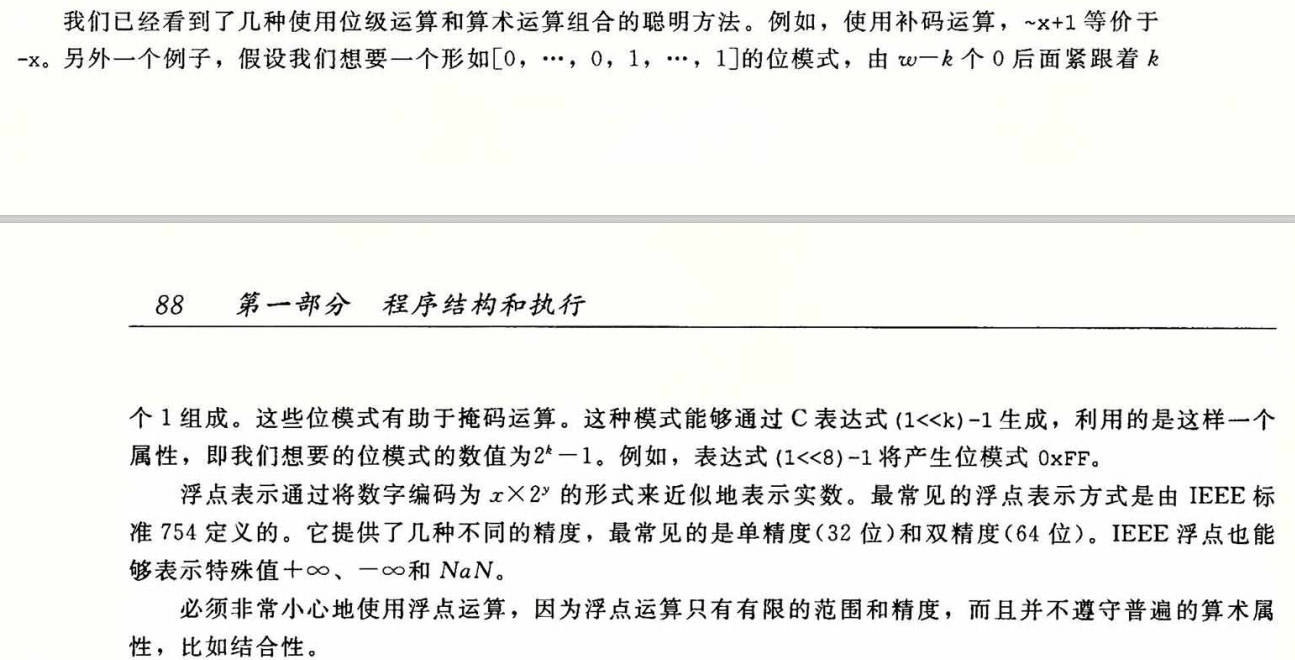 我们已经看到了几种使用位级运算和算术运算组合的聪明方法。例如，使用补码运算，~x+1 等价于
-x。另外一个例子，假设我们想要一个形如[0，…，0，1，…，1]的位模式，由 w－k 个 0 后面紧跟着 k
88 第一部分 程序结构和执行
个 1 组成。这些位模式有助于掩码运算。这种模式能够通过 C 表达式 (1<<k)-1 生成，利用的是这样一个
属性，即我们想要的位模式的数值为2ᵏ－1。例如，表达式 (1<<8)-1 将产生位模式 0xFF。
浮点表示通过将数字编码为 x×2ʸ 的形式来近似地表示实数。最常见的浮点表示方式是由 IEEE 标
准 754 定义的。它提供了几种不同的精度，最常见的是单精度(32 位)和双精度(64 位)。IEEE 浮点也能
够表示特殊值＋∞、－∞和 NaN。
必须非常小心地使用浮点运算，因为浮点运算只有有限的范围和精度，而且并不遵守普遍的算术属
性，比如结合性。